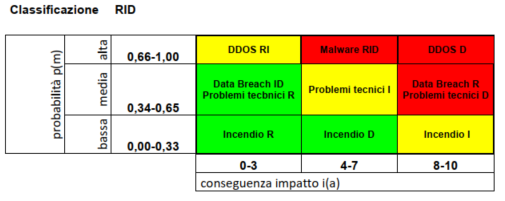 Classificazione RID
probabilità p(m)
alta
0,66-1,00
DDOS RI
Malware RID
DDOS D
media
0,34-0,65
Data Breach ID
Problemi tecbnici R
Problemi tecnici I
Data Breach R
Problemi tecnici D
bassa
0,00-0,33
Incendio R
Incendio D
Incendio I
0-3
4-7
8-10
conseguenza impatto i(a)